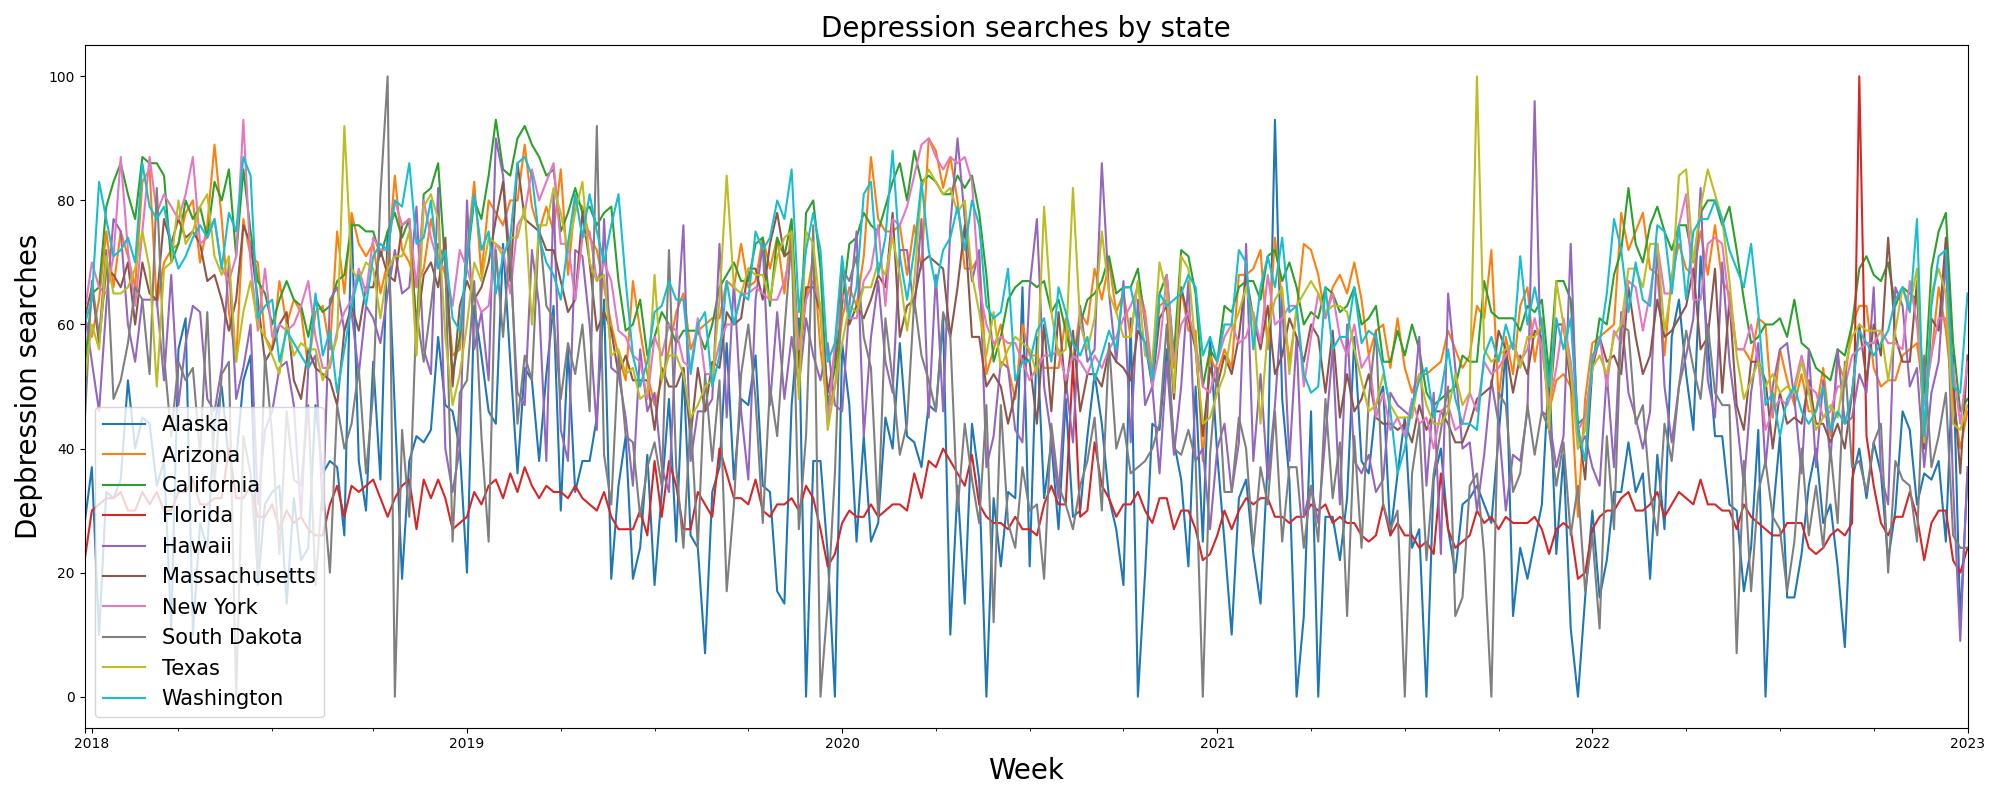 Depression searches by state
Depbression searches
100
80
60
40
20
0
Alaska
Arizona
California
Florida
Hawaii
Massachusetts
New York
South Dakota
Texas
Washington
2018 2019 2020 2021 2022 2023
Week